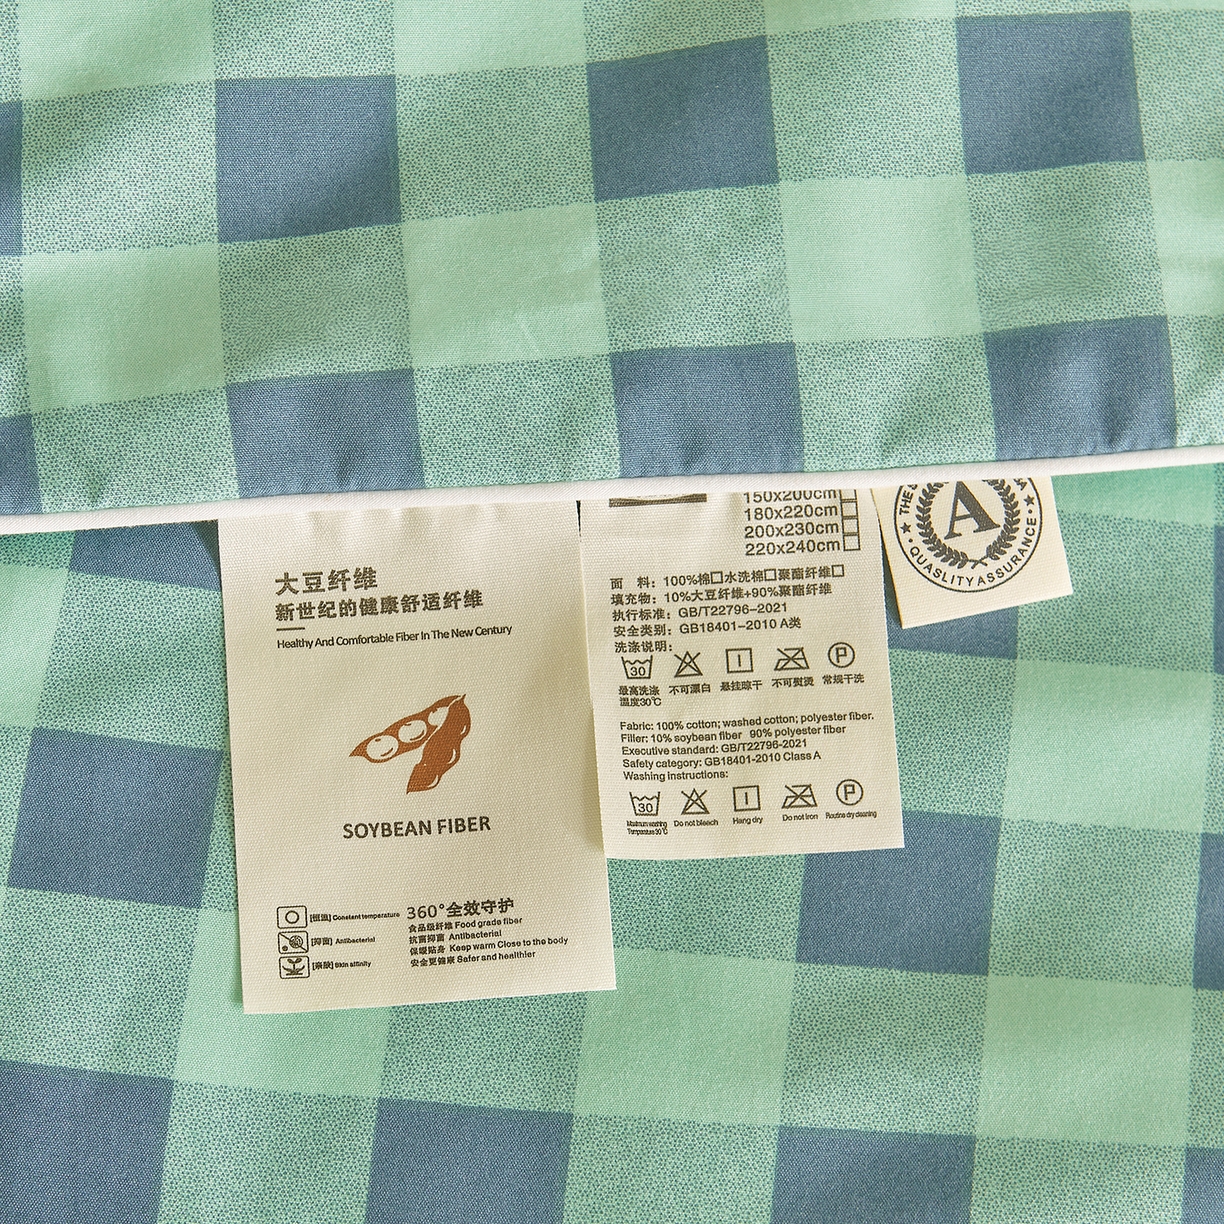 大豆纤维
新世纪的健康舒适纤维
Healthy And Comfortable Fiber In The New Century
SOYBEAN FIBER
[恒温] Constant temperature
[抑菌] Antibacterial
[亲肤] Skin affinity
360°全效守护
食品级纤维 Food grade fiber
抗菌抑菌 Antibacterial
保暖贴身 Keep warm Close to the body
安全更健康 Safer and healthier
150x200cm□
180x220cm□
200x230cm□
220x240cm□
面 料: 100%棉□水洗棉□聚酯纤维□
填充物: 10%大豆纤维+90%聚酯纤维
执行标准: GB/T22796-2021
安全类别: GB18401-2010 A类
洗涤说明:
30
P
最高洗涤
温度30℃
不可漂白
悬挂晾干
不可熨烫
常规干洗
Fabric: 100% cotton; washed cotton; polyester fiber.
Filler: 10% soybean fiber 90% polyester fiber
Executive standard: GB/T22796-2021
Safety category: GB18401-2010 Class A
Washing instructions:
30
P
Maximum washing
Temperature 30℃
Do not bleach
Hang dry
Do not iron
Routine dry cleaning
THE
A
QUASLITY ASSURANCE